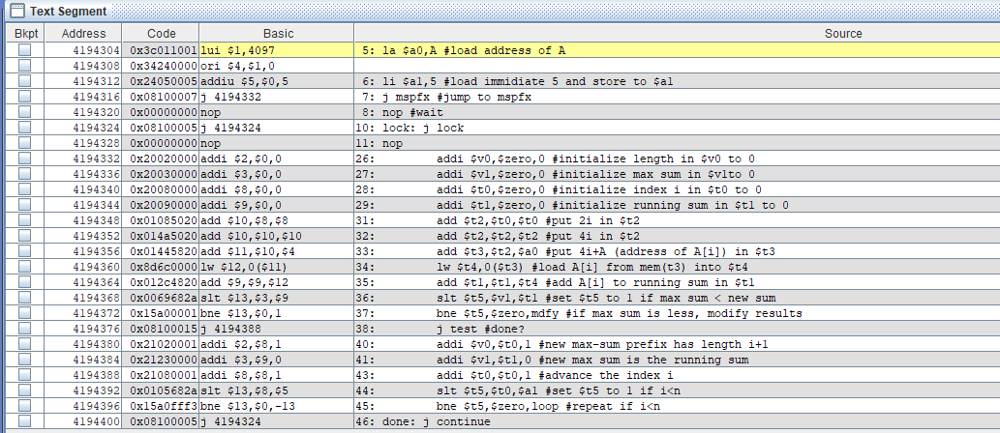 Text Segment
Bkpt Address Code Basic Source
4194304 0x3c011001 lui $1,4097 5: la $a0,A #load address of A
4194308 0x34240000 ori $4,$1,0
4194312 0x24050005 addiu $5,$0,5 6: li $a1,5 #load immidiate 5 and store to $a1
4194316 0x08100007 j 4194332 7: j mspfx #jump to mspfx
4194320 0x00000000 nop 8: nop #wait
4194324 0x08100005 j 4194324 10: lock: j lock
4194328 0x00000000 nop 11: nop
4194332 0x20020000 addi $2,$0,0 26: addi $v0,$zero,0 #initialize length in $v0 to 0
4194336 0x20030000 addi $3,$0,0 27: addi $v1,$zero,0 #initialize max sum in $v1to 0
4194340 0x20080000 addi $8,$0,0 28: addi $t0,$zero,0 #initialize index i in $t0 to 0
4194344 0x20090000 addi $9,$0,0 29: addi $t1,$zero,0 #initialize running sum in $t1 to 0
4194348 0x01085020 add $10,$8,$8 31: add $t2,$t0,$t0 #put 2i in $t2
4194352 0x014a5020 add $10,$10,$10 32: add $t2,$t2,$t2 #put 4i in $t2
4194356 0x01445820 add $11,$10,$4 33: add $t3,$t2,$a0 #put 4i+A (address of A[i]) in $t3
4194360 0x8d6c0000 lw $12,0($11) 34: lw $t4,0($t3) #load A[i] from mem(t3) into $t4
4194364 0x012c4820 add $9,$9,$12 35: add $t1,$t1,$t4 #add A[i] to running sum in $t1
4194368 0x0069682a slt $13,$3,$9 36: slt $t5,$v1,$t1 #set $t5 to 1 if max sum < new sum
4194372 0x15a00001 bne $13,$0,1 37: bne $t5,$zero,mdfy #if max sum is less, modify results
4194376 0x08100015 j 4194388 38: j test #done?
4194380 0x21020001 addi $2,$8,1 40: addi $v0,$t0,1 #new max-sum prefix has length i+1
4194384 0x21230000 addi $3,$9,0 41: addi $v1,$t1,0 #new max sum is the running sum
4194388 0x21080001 addi $8,$8,1 43: addi $t0,$t0,1 #advance the index i
4194392 0x0105682a slt $13,$8,$5 44: slt $t5,$t0,$a1 #set $t5 to 1 if i<n
4194396 0x15a0fff3 bne $13,$0,-13 45: bne $t5,$zero,loop #repeat if i<n
4194400 0x08100005 j 4194324 46: done: j continue